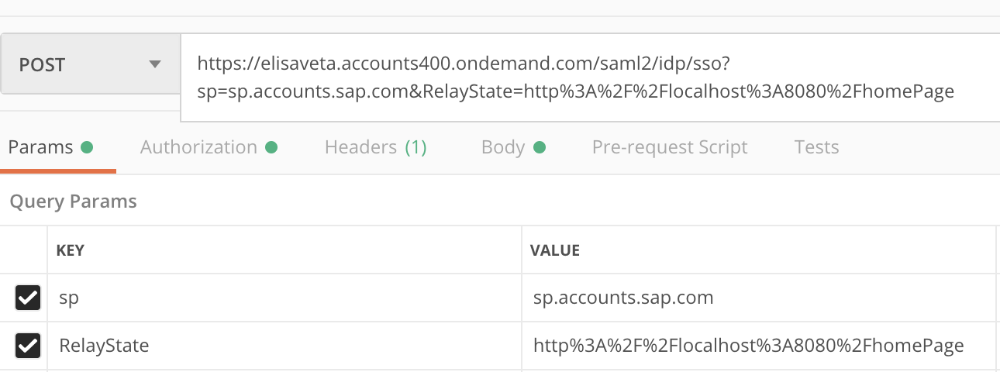 POST
https://elisaveta.accounts400.ondemand.com/saml2/idp/sso?
sp=sp.accounts.sap.com&RelayState=http%3A%2F%2Flocalhost%3A8080%2FhomePage
Params Authorization Headers (1) Body Pre-request Script Tests
Query Params
KEY VALUE
sp sp.accounts.sap.com
RelayState http%3A%2F%2Flocalhost%3A8080%2FhomePage